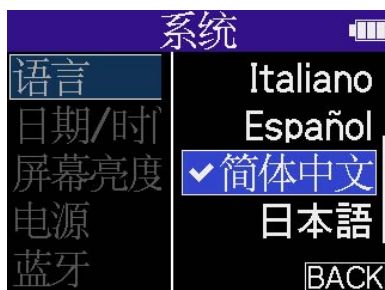 系统
语言
日期/时
屏幕亮度
电源
蓝牙
Italiano
Español
简体中文
日本語
BACK